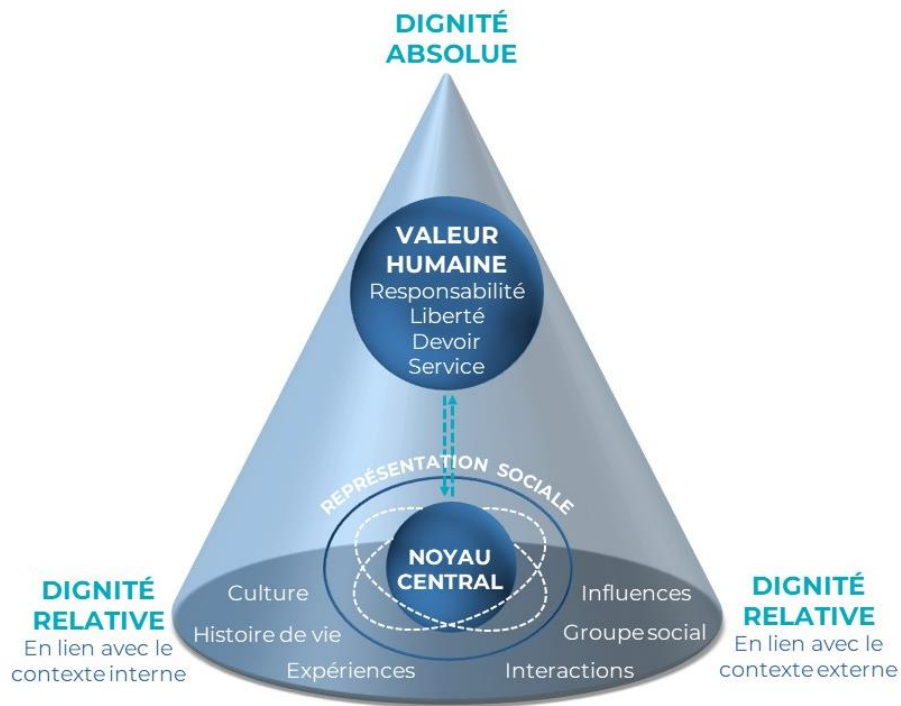 DIGNITÉ
ABSOLUE
VALEUR
HUMAINE
Responsabilité
Liberté
Devoir
Service
REPRÉSENTATION SOCIALE
NOYAU
CENTRAL
Culture
Histoire de vie
Expériences
Influences
Groupe social
Interactions
DIGNITÉ
RELATIVE
En lien avec le
contexte interne
DIGNITÉ
RELATIVE
En lien avec le
contexte externe